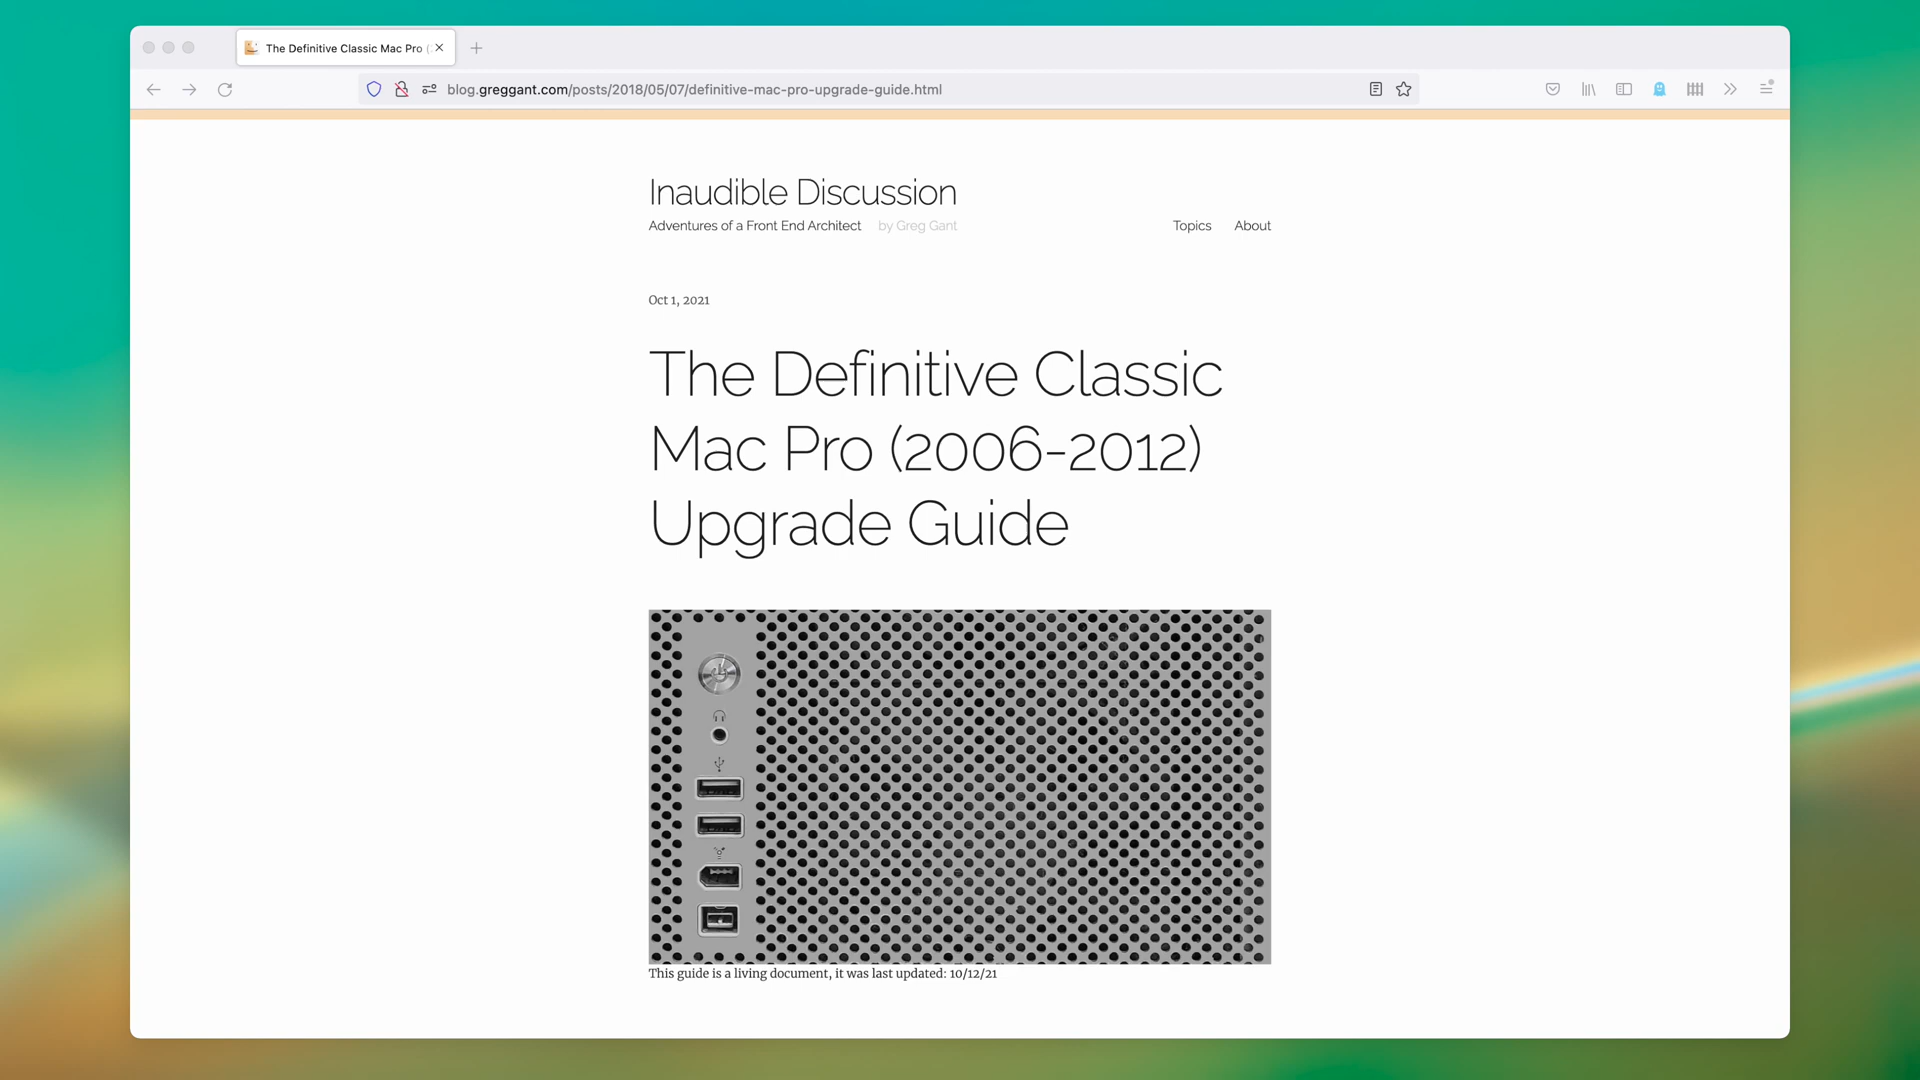 The Definitive Classic Mac Pro (
blog.greggant.com/posts/2018/05/07/definitive-mac-pro-upgrade-guide.html
Inaudible Discussion
Adventures of a Front End Architect by Greg Gant
Topics About
Oct 1, 2021
The Definitive Classic
Mac Pro (2006-2012)
Upgrade Guide
This guide is a living document, it was last updated: 10/12/21